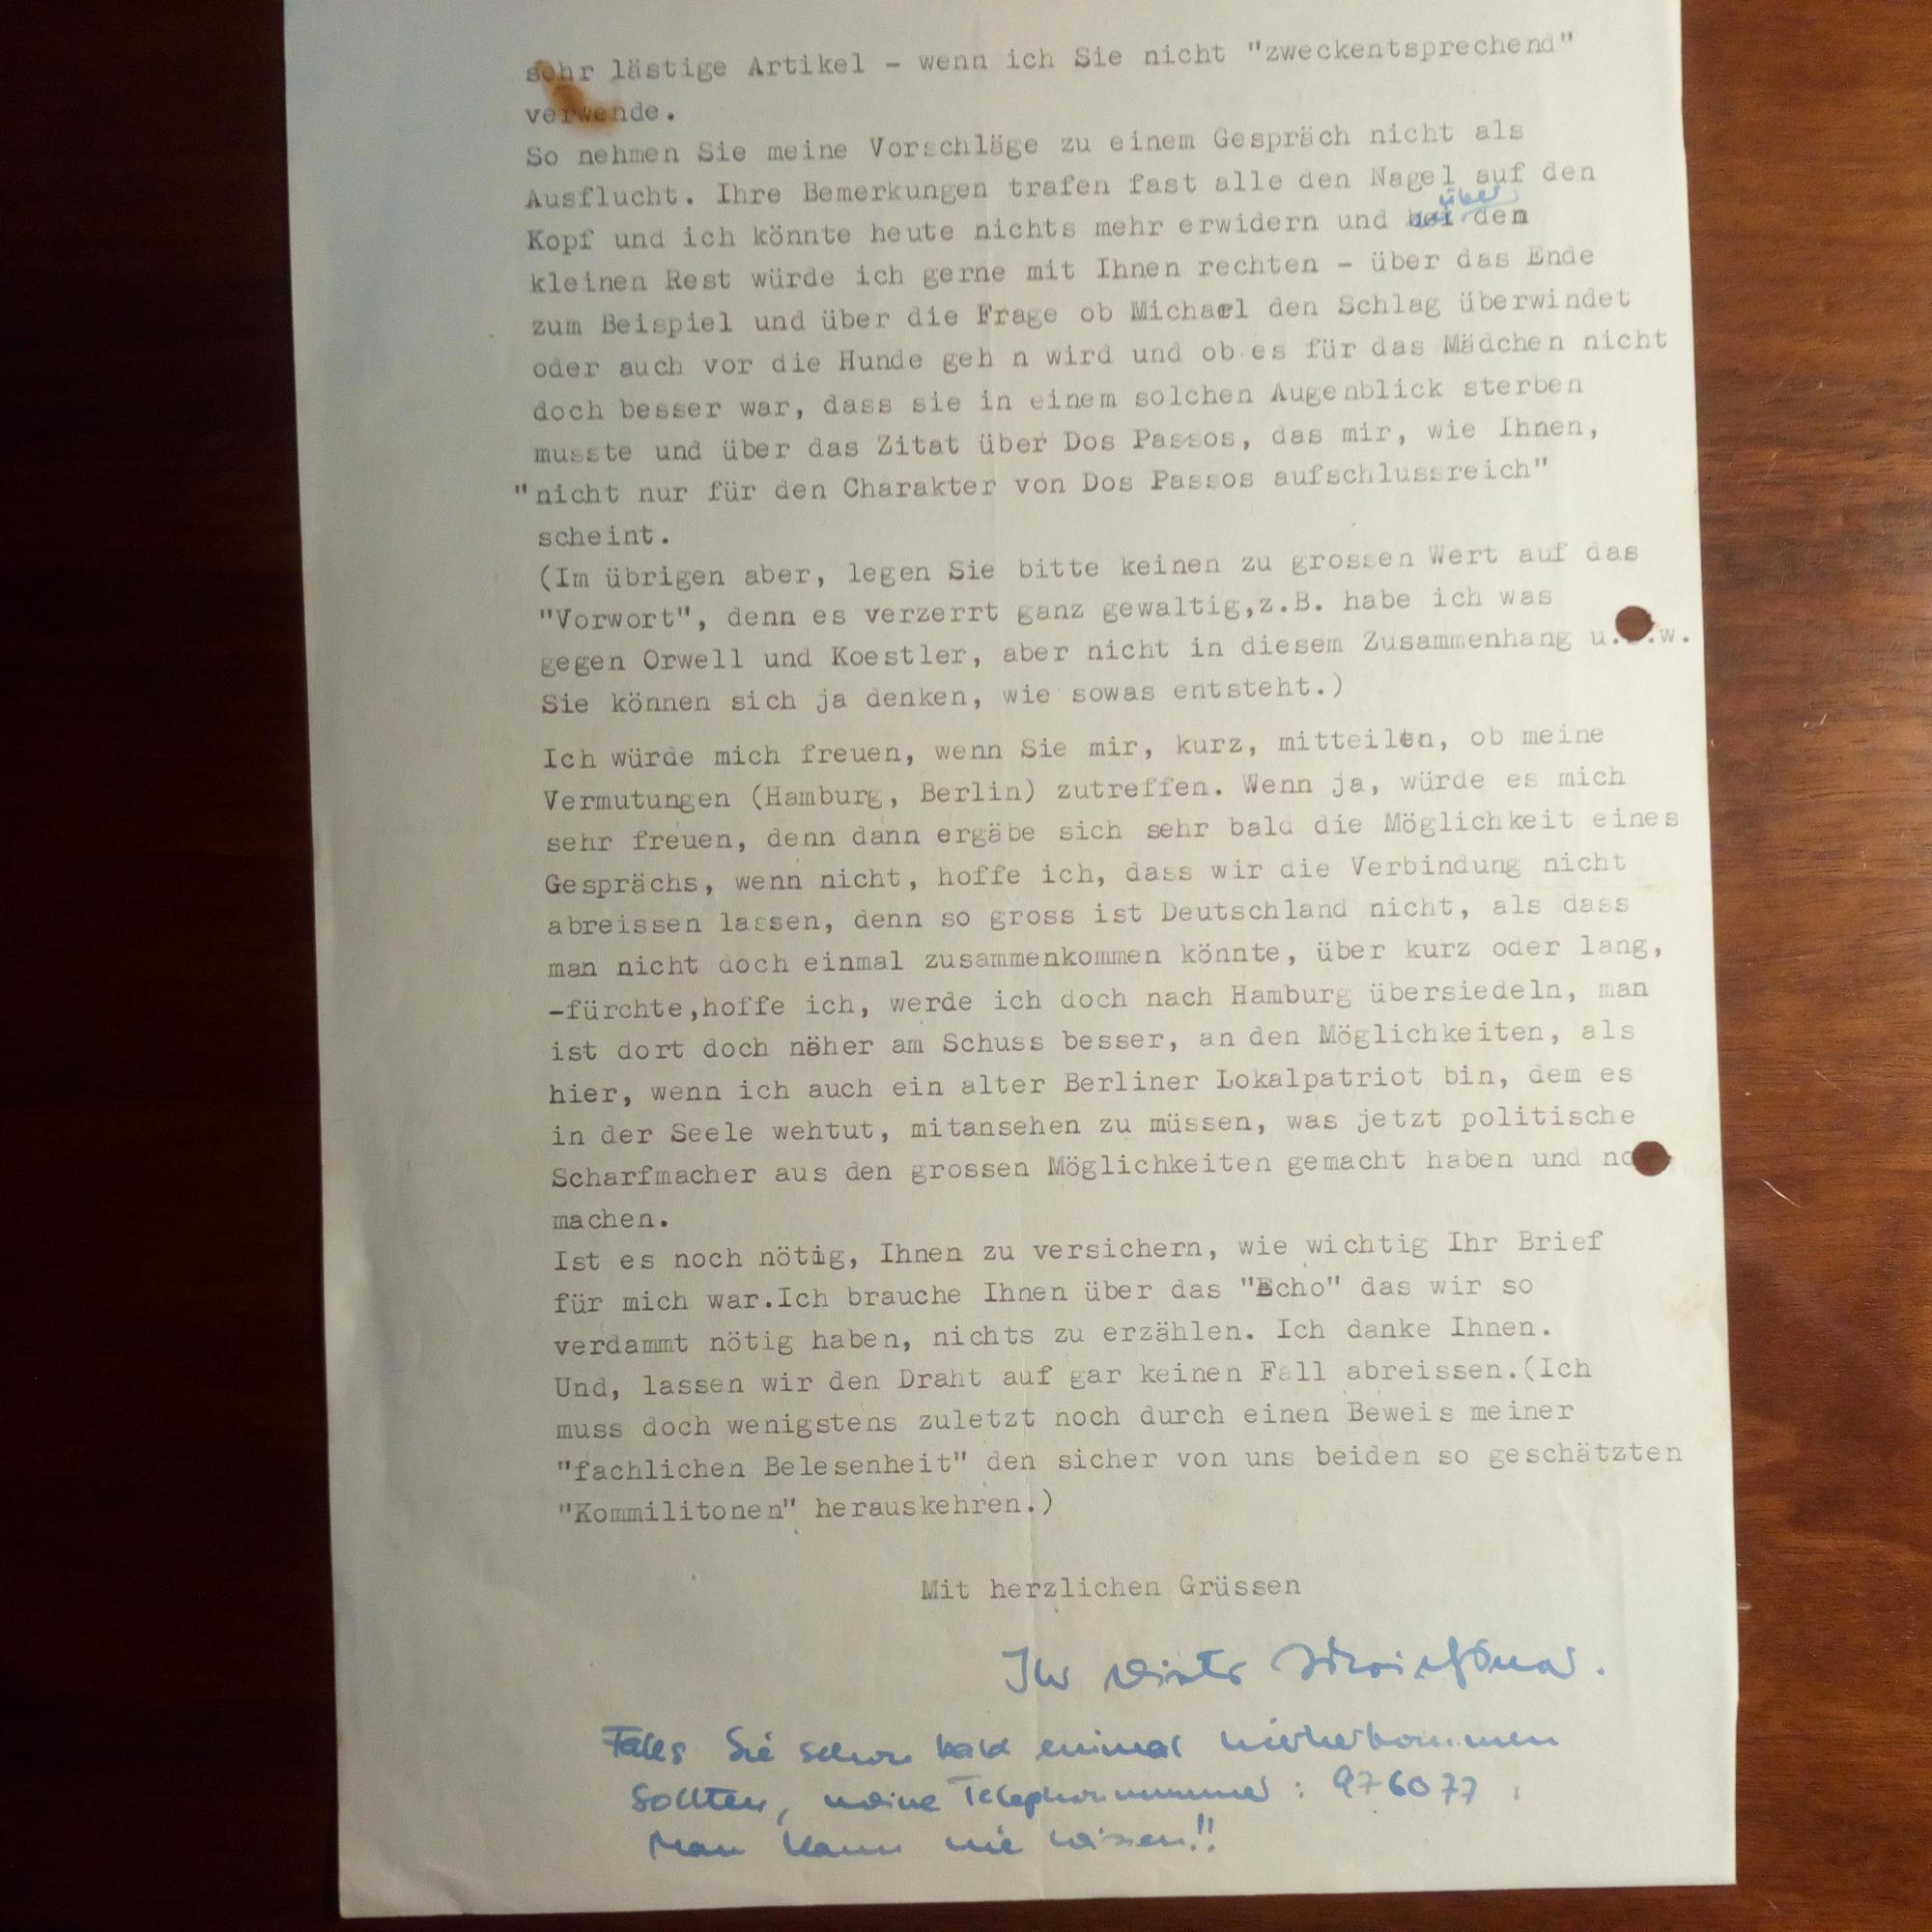 sehr lästige Artikel - wenn ich Sie nicht "zweckentsprechend"
verwende.
So nehmen Sie meine Vorschläge zu einem Gespräch nicht als
Ausflucht. Ihre Bemerkungen trafen fast alle den Nagel auf den
Kopf und ich könnte heute nichts mehr erwidern und über den
kleinen Rest würde ich gerne mit Ihnen rechten - über das Ende
zum Beispiel und über die Frage ob Michael den Schlag überwindet
oder auch vor die Hunde geh n wird und ob es für das Mädchen nicht
doch besser war, dass sie in einem solchen Augenblick sterben
musste und über das Zitat über Dos Passos, das mir, wie Ihnen,
"nicht nur für den Charakter von Dos Passos aufschlussreich"
scheint.
(Im übrigen aber, legen Sie bitte keinen zu grossen Wert auf das
"Vorwort", denn es verzerrt ganz gewaltig,z.B. habe ich was
gegen Orwell und Koestler, aber nicht in diesem Zusammenhang u. .w.
Sie können sich ja denken, wie sowas entsteht.)
Ich würde mich freuen, wenn Sie mir, kurz, mitteilen, ob meine
Vermutungen (Hamburg, Berlin) zutreffen. Wenn ja, würde es mich
sehr freuen, denn dann ergäbe sich sehr bald die Möglichkeit eines
Gesprächs, wenn nicht, hoffe ich, dass wir die Verbindung nicht
abreissen lassen, denn so gross ist Deutschland nicht, als dass
man nicht doch einmal zusammenkommen könnte, über kurz oder lang,
-fürchte,hoffe ich, werde ich doch nach Hamburg übersiedeln, man
ist dort doch näher am Schuss besser, an den Möglichkeiten, als
hier, wenn ich auch ein alter Berliner Lokalpatriot bin, dem es
in der Seele wehtut, mitansehen zu müssen, was jetzt politische
Scharfmacher aus den grossen Möglichkeiten gemacht haben und no
machen.
Ist es noch nötig, Ihnen zu versichern, wie wichtig Ihr Brief
für mich war.Ich brauche Ihnen über das "Echo" das wir so
verdammt nötig haben, nichts zu erzählen. Ich danke Ihnen.
Und, lassen wir den Draht auf gar keinen Fall abreissen.(Ich
muss doch wenigstens zuletzt noch durch einen Beweis meiner
"fachlichen Belesenheit" den sicher von uns beiden so geschätzten
"Kommilitonen" herauskehren.)
Mit herzlichen Grüssen
Ihr Dieter
Falls Sie schon bald einmal hierherkommen
sollten, meine Telephonnummer: 976077.
Man kann nie wissen!!